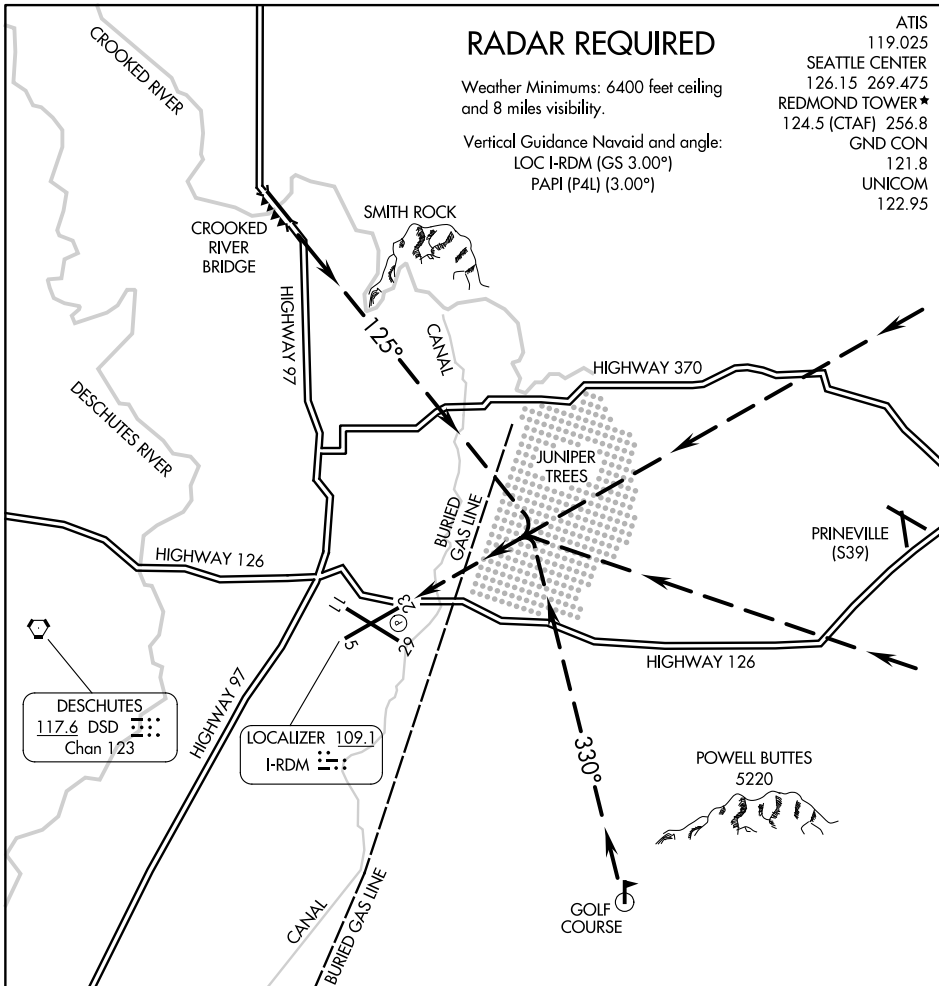 RADAR REQUIRED
Weather Minimums: 6400 feet ceiling
and 8 miles visibility.
Vertical Guidance Navaid and angle:
LOC I-RDM (GS 3.00°)
PAPI (P4L) (3.00°)
ATIS
119.025
SEATTLE CENTER
126.15 269.475
REDMOND TOWER★
124.5 (CTAF) 256.8
GND CON
121.8
UNICOM
122.95
CROOKED RIVER
CROOKED
RIVER
BRIDGE
SMITH ROCK
HIGHWAY 97
125°
CANAL
HIGHWAY 370
DESCHUTES RIVER
JUNIPER
TREES
BURIED
GAS LINE
PRINEVILLE
(S39)
HIGHWAY 126
11
23
P
5
29
HIGHWAY 126
DESCHUTES
117.6 DSD
Chan 123
HIGHWAY 97
LOCALIZER 109.1
I-RDM
330°
POWELL BUTTES
5220
GOLF
COURSE
CANAL
BURIED GAS LINE